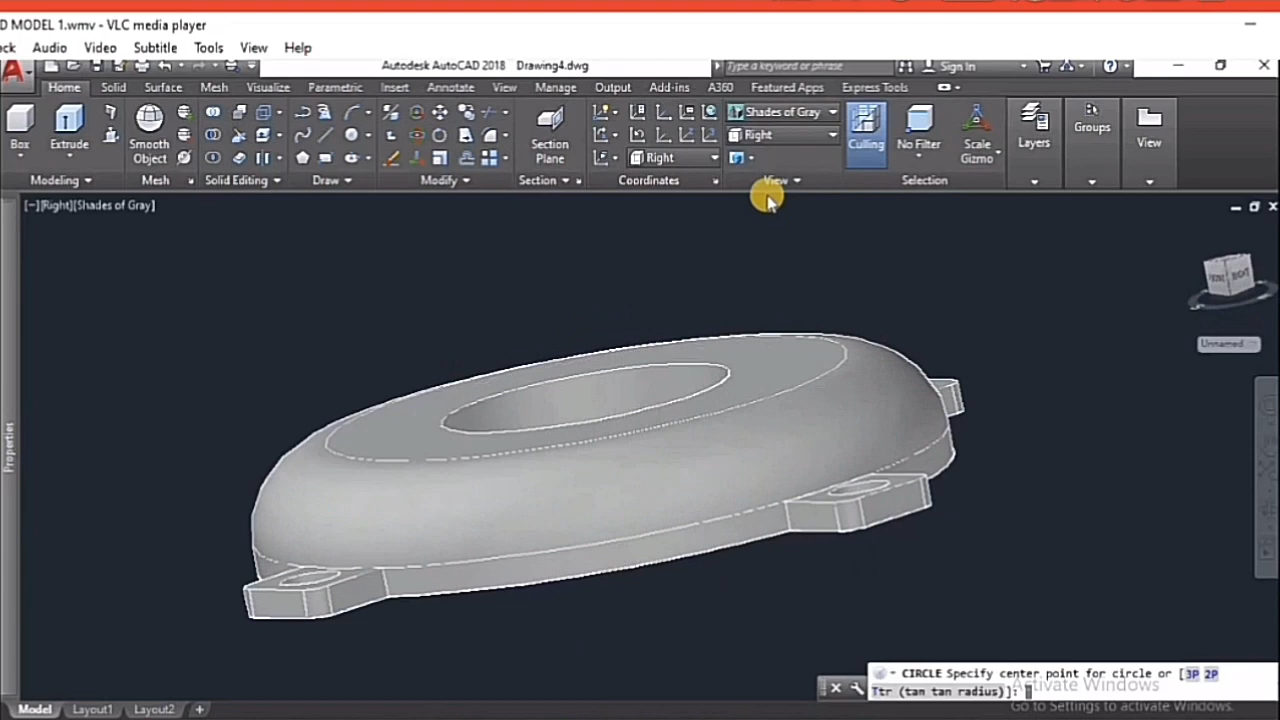 D MODEL 1.wmv - VLC media player
ck Audio Video Subtitle Tools View Help
Autodesk AutoCAD 2018 Drawing4.dwg
Type a keyword or phrase
Sign In
Home Solid Surface Mesh Visualize Parametric Insert Annotate View Manage Output Add-ins A360 Featured Apps Express Tools
Box
Extrude
Smooth Object
Section Plane
Right
Shades of Gray
Right
Culling
No Filter
Scale Gizmo
Layers
Groups
View
Modeling Mesh Solid Editing Draw Modify Section Coordinates View Selection
[−][Right][Shades of Gray]
RIGHT
Unnamed
Properties
CIRCLE Specify center point for circle or [3P 2P
Ttr (tan tan radius)]:
Activate Windows
Go to Settings to activate Windows.
Model Layout1 Layout2 +